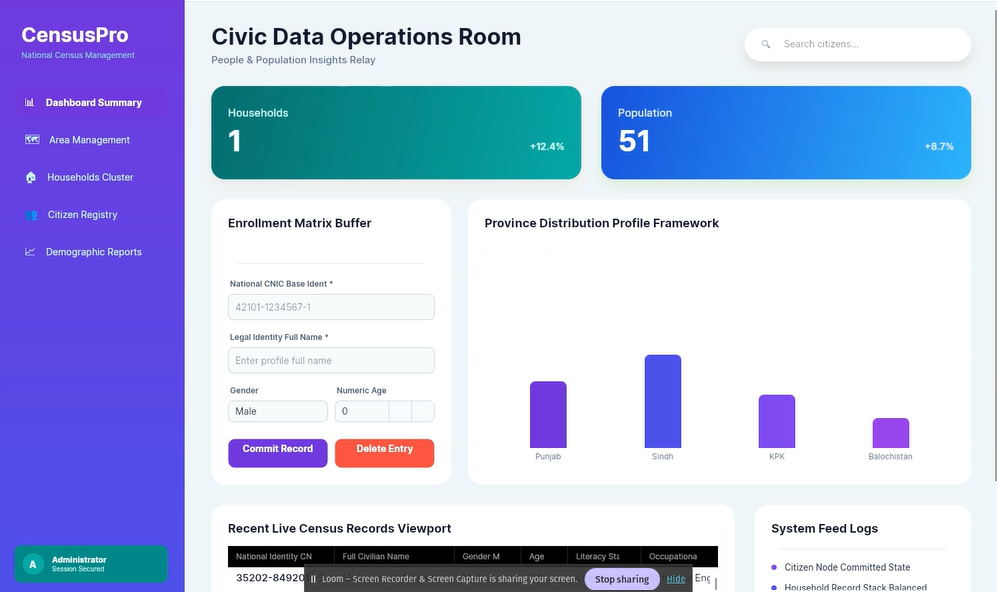 CensusPro
National Census Management
Dashboard Summary
Area Management
Households Cluster
Citizen Registry
Demographic Reports
A
Administrator
Session Secured
Civic Data Operations Room
People & Population Insights Relay
Search citizens...
Households
1
+12.4%
Population
51
+8.7%
Enrollment Matrix Buffer
National CNIC Base Ident *
42101-1234567-1
Legal Identity Full Name *
Enter profile full name
Gender Numeric Age
Male 0
Commit Record Delete Entry
Province Distribution Profile Framework
Punjab Sindh KPK Balochistan
Recent Live Census Records Viewport
National Identity CN Full Civilian Name Gender M Age Literacy Sta Occupationa
35202-84920 Eng
System Feed Logs
Citizen Node Committed State
Household Record Stack Balanced
Loom – Screen Recorder & Screen Capture is sharing your screen. Stop sharing Hide